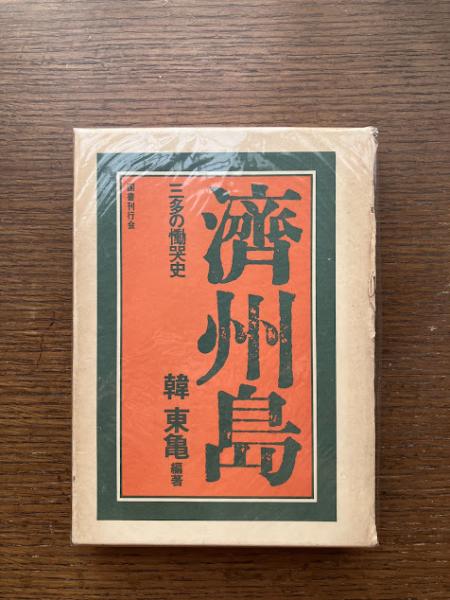 濟州島
三多の慟哭史
韓東亀 編著
国書刊行会